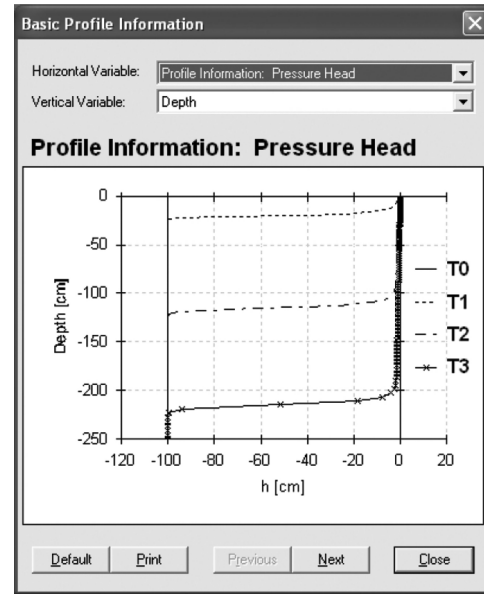 Basic Profile Information
Horizontal Variable: Profile Information: Pressure Head
Vertical Variable: Depth
Profile Information: Pressure Head
0
-50
-100
-150
-200
-250
Depth [cm]
-120 -100 -80 -60 -40 -20 0 20
h [cm]
T0
T1
T2
T3
Default Print Previous Next Close